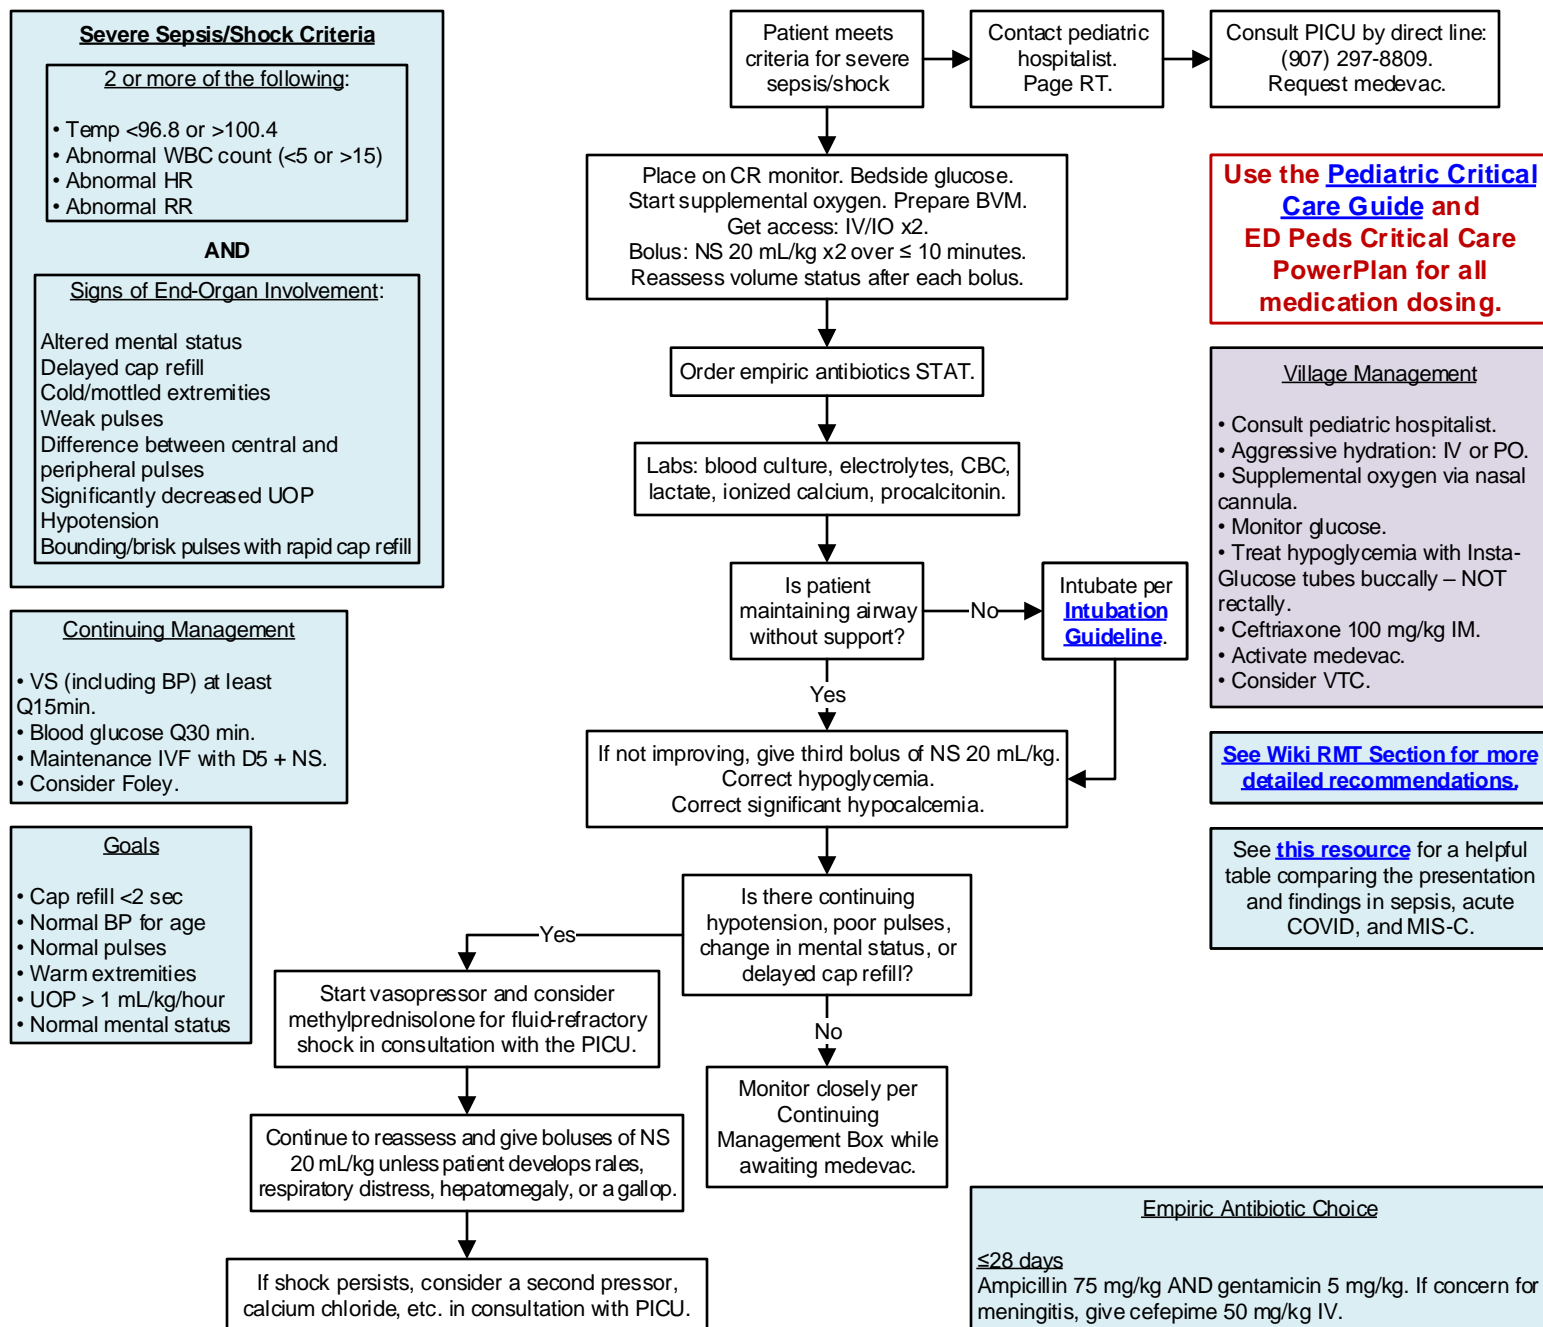 Severe Sepsis/Shock Criteria
2 or more of the following:
• Temp <96.8 or >100.4
• Abnormal WBC count (<5 or >15)
• Abnormal HR
• Abnormal RR
AND
Signs of End-Organ Involvement:
Altered mental status
Delayed cap refill
Cold/mottled extremities
Weak pulses
Difference between central and
peripheral pulses
Significantly decreased UOP
Hypotension
Bounding/brisk pulses with rapid cap refill
Continuing Management
• VS (including BP) at least
Q15min.
• Blood glucose Q30 min.
• Maintenance IVF with D5 + NS.
• Consider Foley.
Goals
• Cap refill <2 sec
• Normal BP for age
• Normal pulses
• Warm extremities
• UOP > 1 mL/kg/hour
• Normal mental status
Patient meets
criteria for severe
sepsis/shock
Contact pediatric
hospitalist.
Page RT.
Consult PICU by direct line:
(907) 297-8809.
Request medevac.
Place on CR monitor. Bedside glucose.
Start supplemental oxygen. Prepare BVM.
Get access: IV/IO x2.
Bolus: NS 20 mL/kg x2 over ≤ 10 minutes.
Reassess volume status after each bolus.
Order empiric antibiotics STAT.
Labs: blood culture, electrolytes, CBC,
lactate, ionized calcium, procalcitonin.
Is patient
maintaining airway
without support?
No
Intubate per
Intubation
Guideline.
Yes
If not improving, give third bolus of NS 20 mL/kg.
Correct hypoglycemia.
Correct significant hypocalcemia.
Is there continuing
hypotension, poor pulses,
change in mental status, or
delayed cap refill?
Yes
Start vasopressor and consider
methylprednisolone for fluid-refractory
shock in consultation with the PICU.
No
Monitor closely per
Continuing
Management Box while
awaiting medevac.
Continue to reassess and give boluses of NS
20 mL/kg unless patient develops rales,
respiratory distress, hepatomegaly, or a gallop.
If shock persists, consider a second pressor,
calcium chloride, etc. in consultation with PICU.
Use the Pediatric Critical
Care Guide and
ED Peds Critical Care
PowerPlan for all
medication dosing.
Village Management
• Consult pediatric hospitalist.
• Aggressive hydration: IV or PO.
• Supplemental oxygen via nasal
cannula.
• Monitor glucose.
• Treat hypoglycemia with Insta-
Glucose tubes buccally – NOT
rectally.
• Ceftriaxone 100 mg/kg IM.
• Activate medevac.
• Consider VTC.
See Wiki RMT Section for more
detailed recommendations.
See this resource for a helpful
table comparing the presentation
and findings in sepsis, acute
COVID, and MIS-C.
Empiric Antibiotic Choice
≤28 days
Ampicillin 75 mg/kg AND gentamicin 5 mg/kg. If concern for
meningitis, give cefepime 50 mg/kg IV.